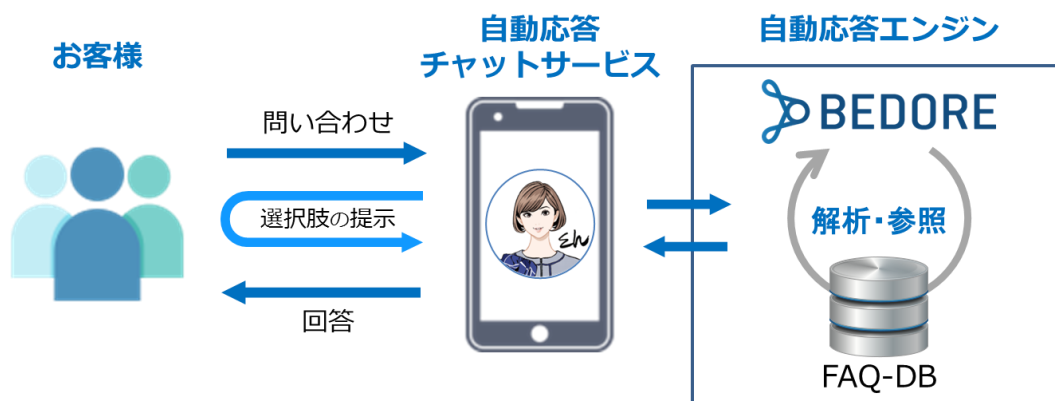 お客様
自動応答
チャットサービス
自動応答エンジン
問い合わせ
選択肢の提示
回答
BEDORE
解析・参照
FAQ-DB